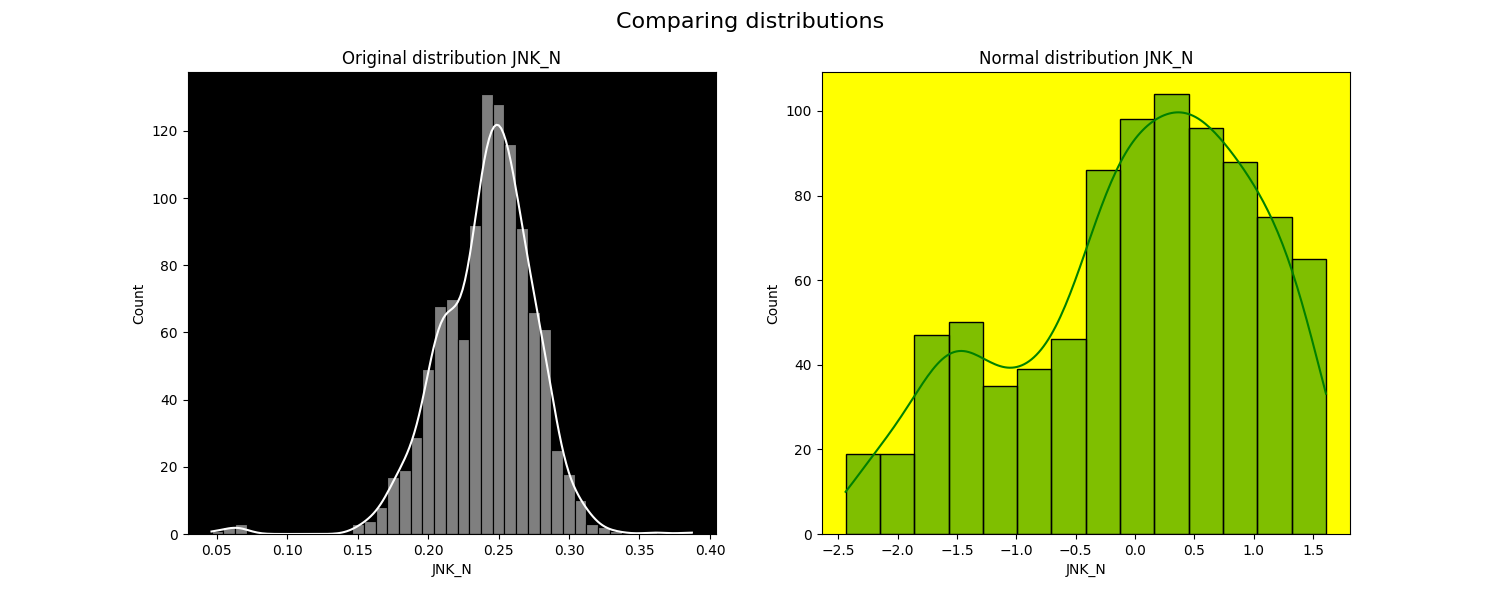 Comparing distributions
Original distribution JNK_N
Normal distribution JNK_N
120
100
80
60
40
20
0
Count
0.05 0.10 0.15 0.20 0.25 0.30 0.35 0.40
JNK_N
100
80
60
40
20
0
Count
−2.5 −2.0 −1.5 −1.0 −0.5 0.0 0.5 1.0 1.5
JNK_N